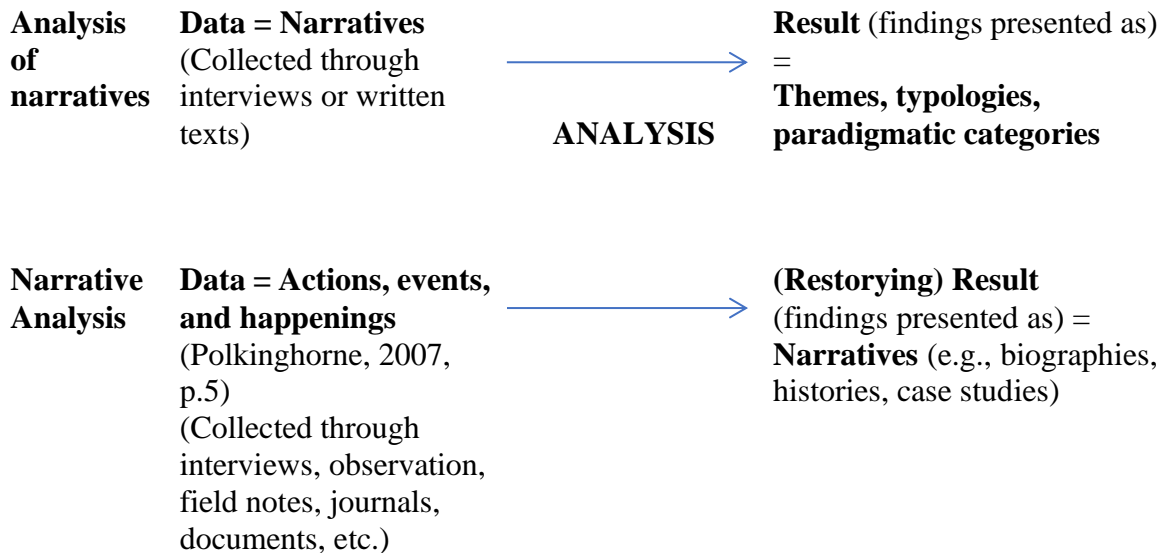 Analysis
of
narratives
Data = Narratives
(Collected through
interviews or written
texts)
ANALYSIS
Result (findings presented as)
=
Themes, typologies,
paradigmatic categories
Narrative
Analysis
Data = Actions, events,
and happenings
(Polkinghorne, 2007,
p.5)
(Collected through
interviews, observation,
field notes, journals,
documents, etc.)
(Restorying) Result
(findings presented as) =
Narratives (e.g., biographies,
histories, case studies)